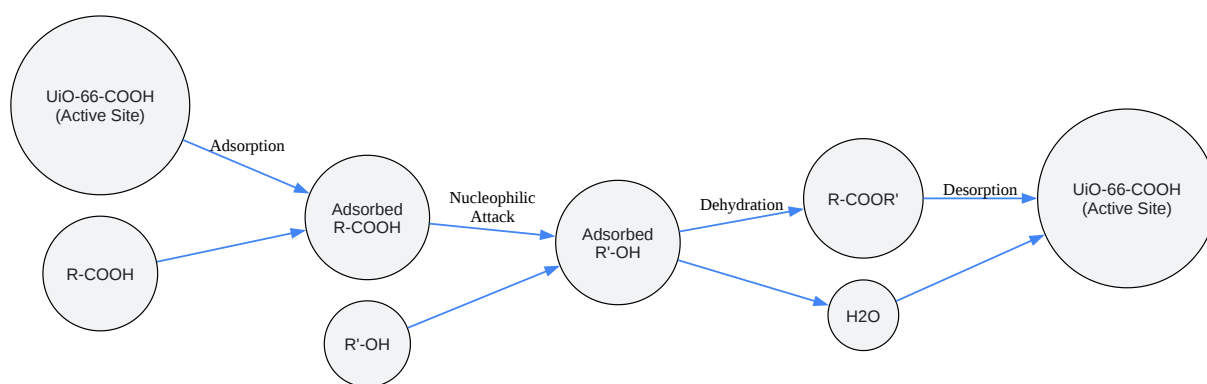 UiO-66-COOH
(Active Site)
Adsorption
R-COOH
Adsorbed
R-COOH
Nucleophilic
Attack
R'-OH
Adsorbed
R'-OH
Dehydration
R-COOR'
H2O
Desorption
UiO-66-COOH
(Active Site)